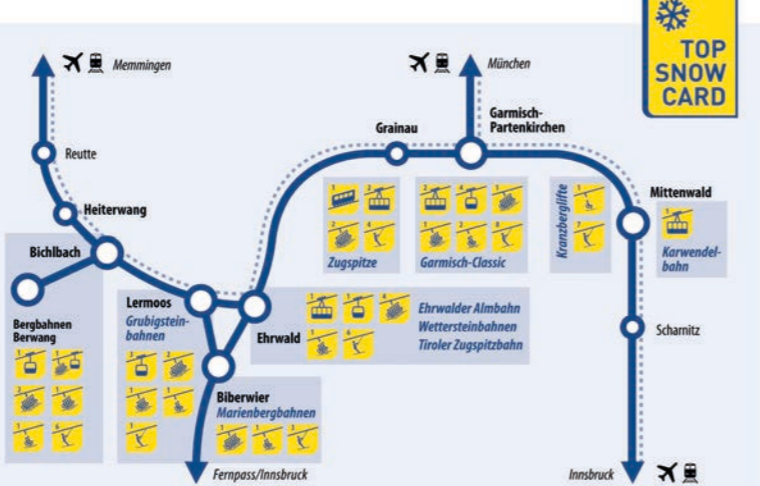 TOP
SNOW
CARD
Memmingen
München
Reutte
Grainau
Garmisch-
Partenkirchen
Heiterwang
Mittenwald
Bichlbach
Zugspitze
Garmisch-Classic
Kranzberglifte
Karwendel-
bahn
Bergbahnen
Berwang
Lermoos
Grubigstein-
bahnen
Ehrwald
Ehrwalder Almbahn
Wettersteinbahnen
Tiroler Zugspitzbahn
Scharnitz
Biberwier
Marienbergbahnen
Fernpass/Innsbruck
Innsbruck